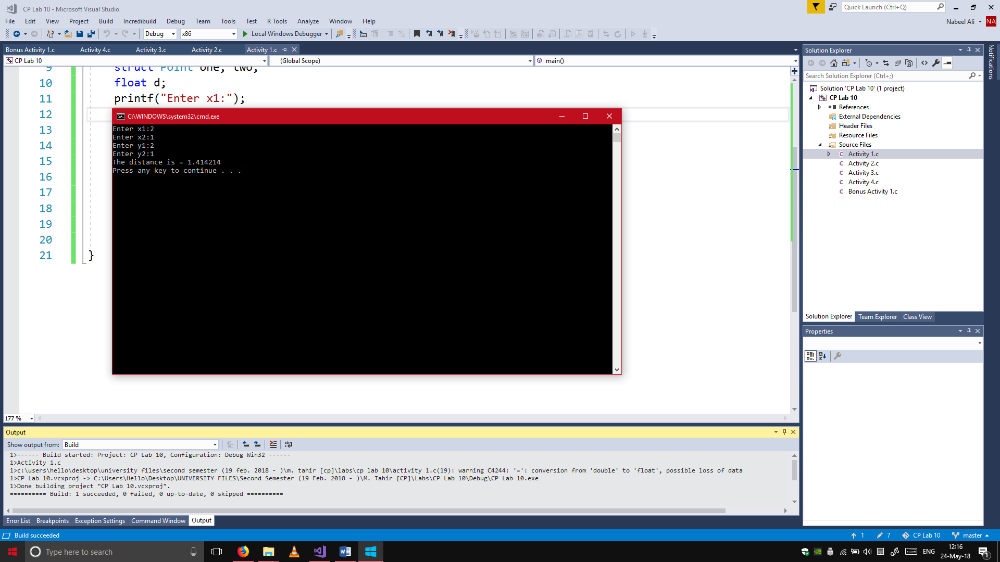 CP Lab 10 - Microsoft Visual Studio
Quick Launch (Ctrl+Q)
File Edit View Project Build Incredibuild Debug Team Tools Test R Tools Analyze Window Help
Nabeel Ali NA
Debug x86 Local Windows Debugger
Bonus Activity 1.c Activity 4.c Activity 3.c Activity 2.c Activity 1.c
CP Lab 10 (Global Scope) main()
9 struct Point one, two;
10 float d;
11 printf("Enter x1:");
12
13
14
15
16
17
18
19
20
21 }
C:\WINDOWS\system32\cmd.exe
Enter x1:2
Enter x2:1
Enter y1:2
Enter y2:1
The distance is = 1.414214
Press any key to continue . . .
177 %
Output
Show output from: Build
1>------ Build started: Project: CP Lab 10, Configuration: Debug Win32 ------
1>Activity 1.c
1>c:\users\hello\desktop\university files\second semester (19 feb. 2018 - )\m. tahir [cp]\labs\cp lab 10\activity 1.c(19): warning C4244: '=': conversion from 'double' to 'float', possible loss of data
1>CP Lab 10.vcxproj -> C:\Users\Hello\Desktop\UNIVERSITY FILES\Second Semester (19 Feb. 2018 - )\M. Tahir [CP]\Labs\CP Lab 10\Debug\CP Lab 10.exe
1>Done building project "CP Lab 10.vcxproj".
========== Build: 1 succeeded, 0 failed, 0 up-to-date, 0 skipped ==========
Error List Breakpoints Exception Settings Command Window Output
Solution Explorer
Search Solution Explorer (Ctrl+;)
Solution 'CP Lab 10' (1 project)
CP Lab 10
References
External Dependencies
Header Files
Resource Files
Source Files
Activity 1.c
Activity 2.c
Activity 3.c
Activity 4.c
Bonus Activity 1.c
Solution Explorer Team Explorer Class View
Properties
Notifications
Build succeeded
1 7 CP Lab 10 master
Type here to search
ENG
12:16
24-May-18
1